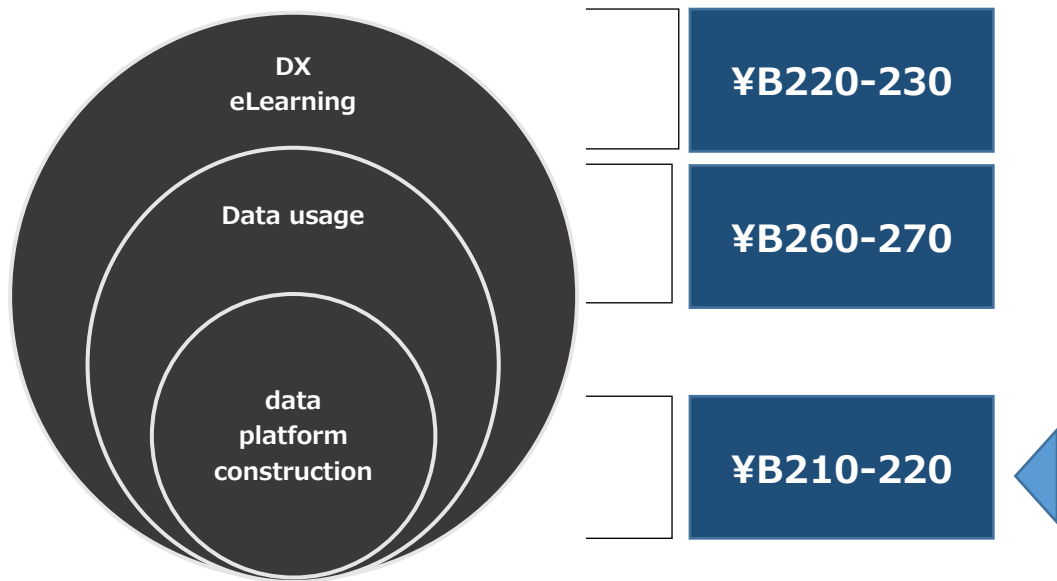 DX
eLearning
¥B220-230
Data usage
¥B260-270
data
platform
construction
¥B210-220